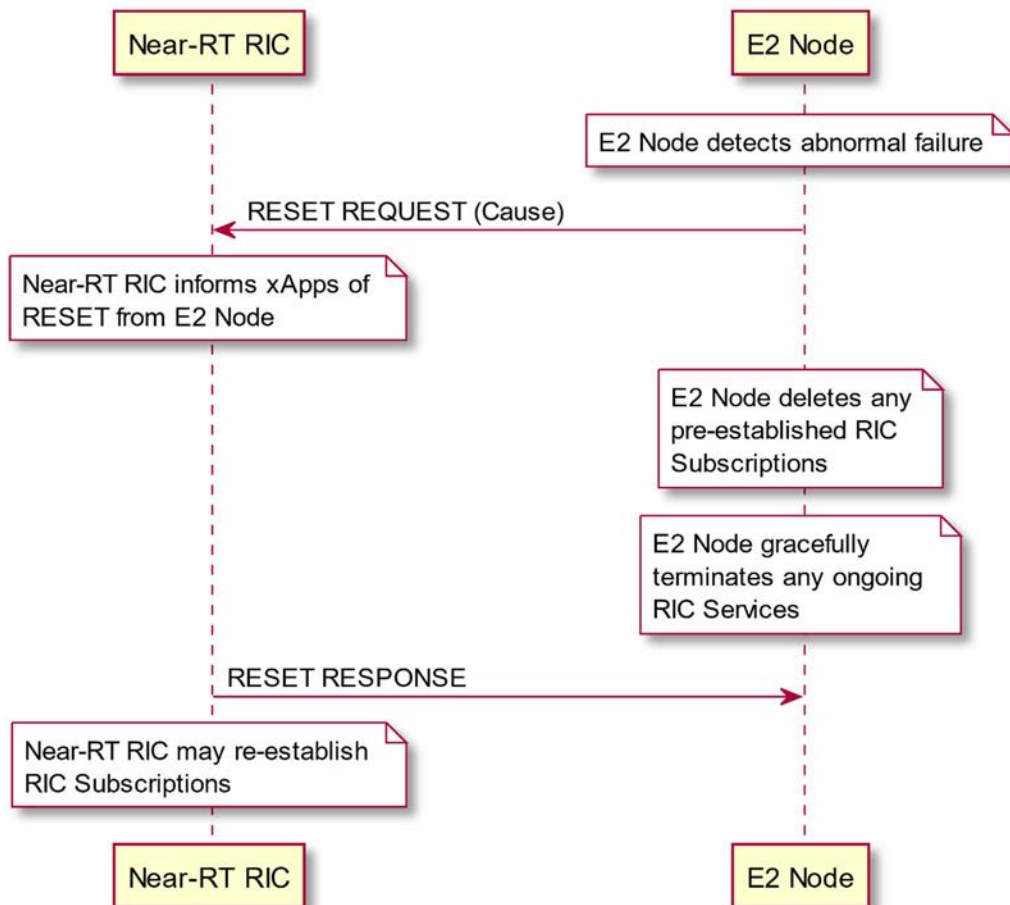 Near-RT RIC
E2 Node
E2 Node detects abnormal failure
RESET REQUEST (Cause)
Near-RT RIC informs xApps of
RESET from E2 Node
E2 Node deletes any
pre-established RIC
Subscriptions
E2 Node gracefully
terminates any ongoing
RIC Services
RESET RESPONSE
Near-RT RIC may re-establish
RIC Subscriptions
Near-RT RIC
E2 Node